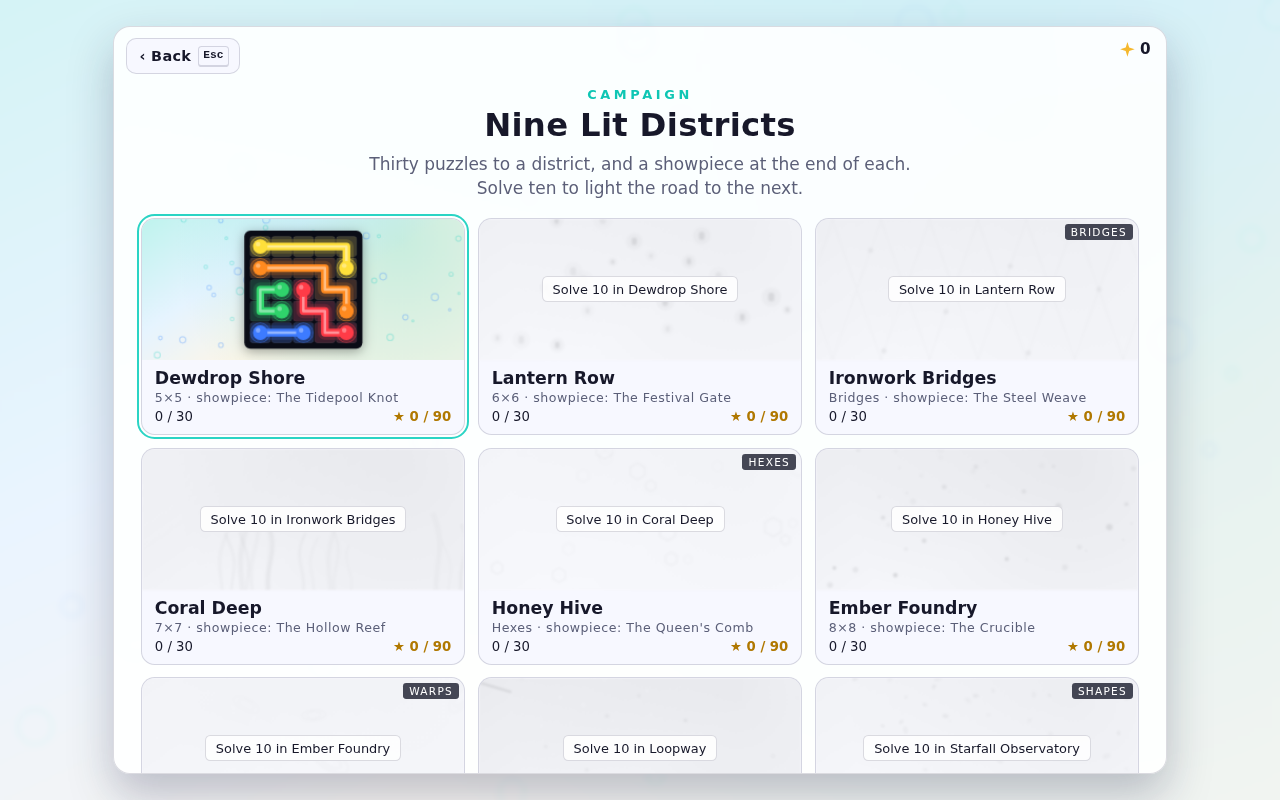 ‹ Back Esc
0
CAMPAIGN
Nine Lit Districts
Thirty puzzles to a district, and a showpiece at the end of each.
Solve ten to light the road to the next.
Dewdrop Shore
5×5 · showpiece: The Tidepool Knot
0 / 30 ★ 0 / 90
Solve 10 in Dewdrop Shore
Lantern Row
6×6 · showpiece: The Festival Gate
0 / 30 ★ 0 / 90
BRIDGES
Solve 10 in Lantern Row
Ironwork Bridges
Bridges · showpiece: The Steel Weave
0 / 30 ★ 0 / 90
Solve 10 in Ironwork Bridges
Coral Deep
7×7 · showpiece: The Hollow Reef
0 / 30 ★ 0 / 90
HEXES
Solve 10 in Coral Deep
Honey Hive
Hexes · showpiece: The Queen's Comb
0 / 30 ★ 0 / 90
Solve 10 in Honey Hive
Ember Foundry
8×8 · showpiece: The Crucible
0 / 30 ★ 0 / 90
WARPS
Solve 10 in Ember Foundry
Solve 10 in Loopway
SHAPES
Solve 10 in Starfall Observatory